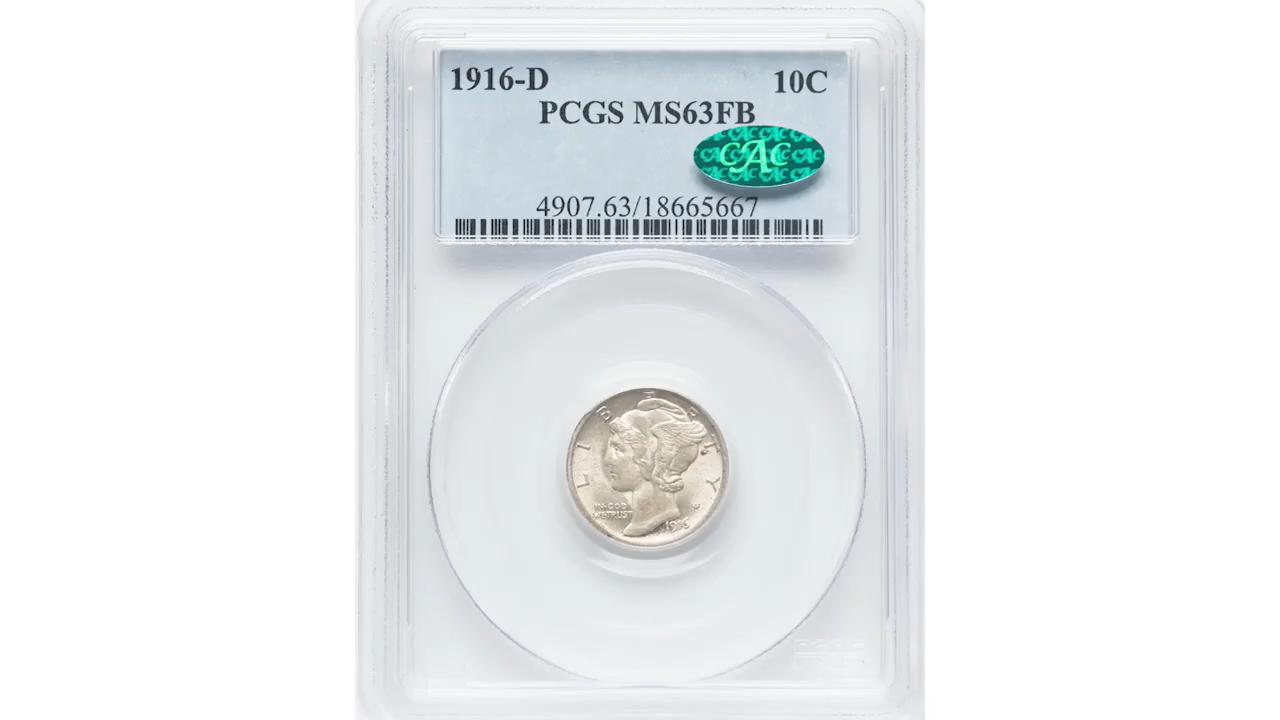 1916-D 10C
PCGS MS63FB
CAC
4907.63/18665667
LIBERTY
IN GOD
WE TRUST
1916